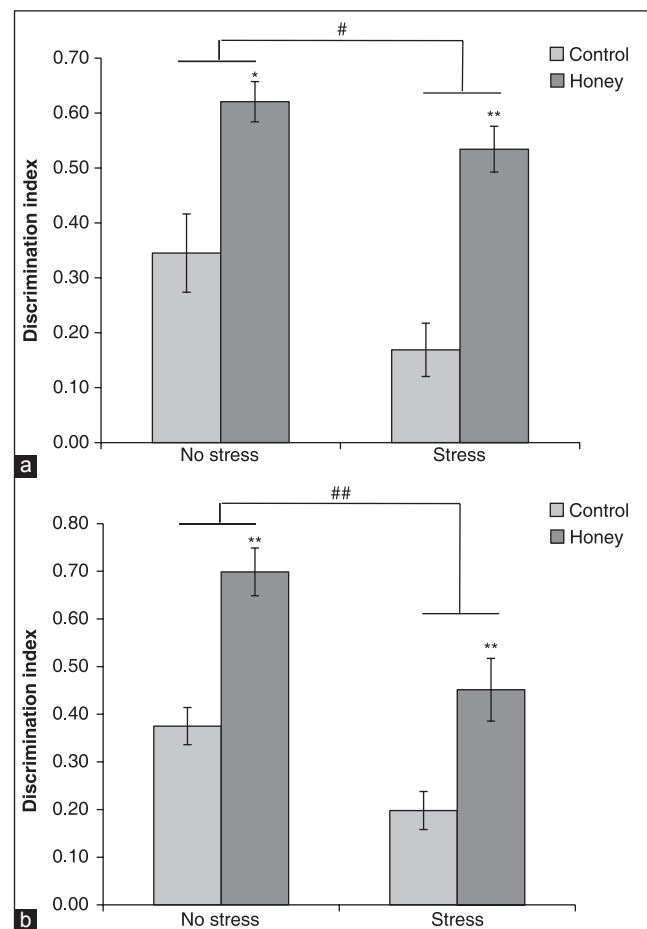 #
Control
Honey
0.70
*
0.60
**
0.50
0.40
0.30
0.20
0.10
0.00
Discrimination index
No stress Stress
a
##
Control
Honey
0.80
**
0.70
0.60
**
0.50
0.40
0.30
0.20
0.10
0.00
Discrimination index
No stress Stress
b